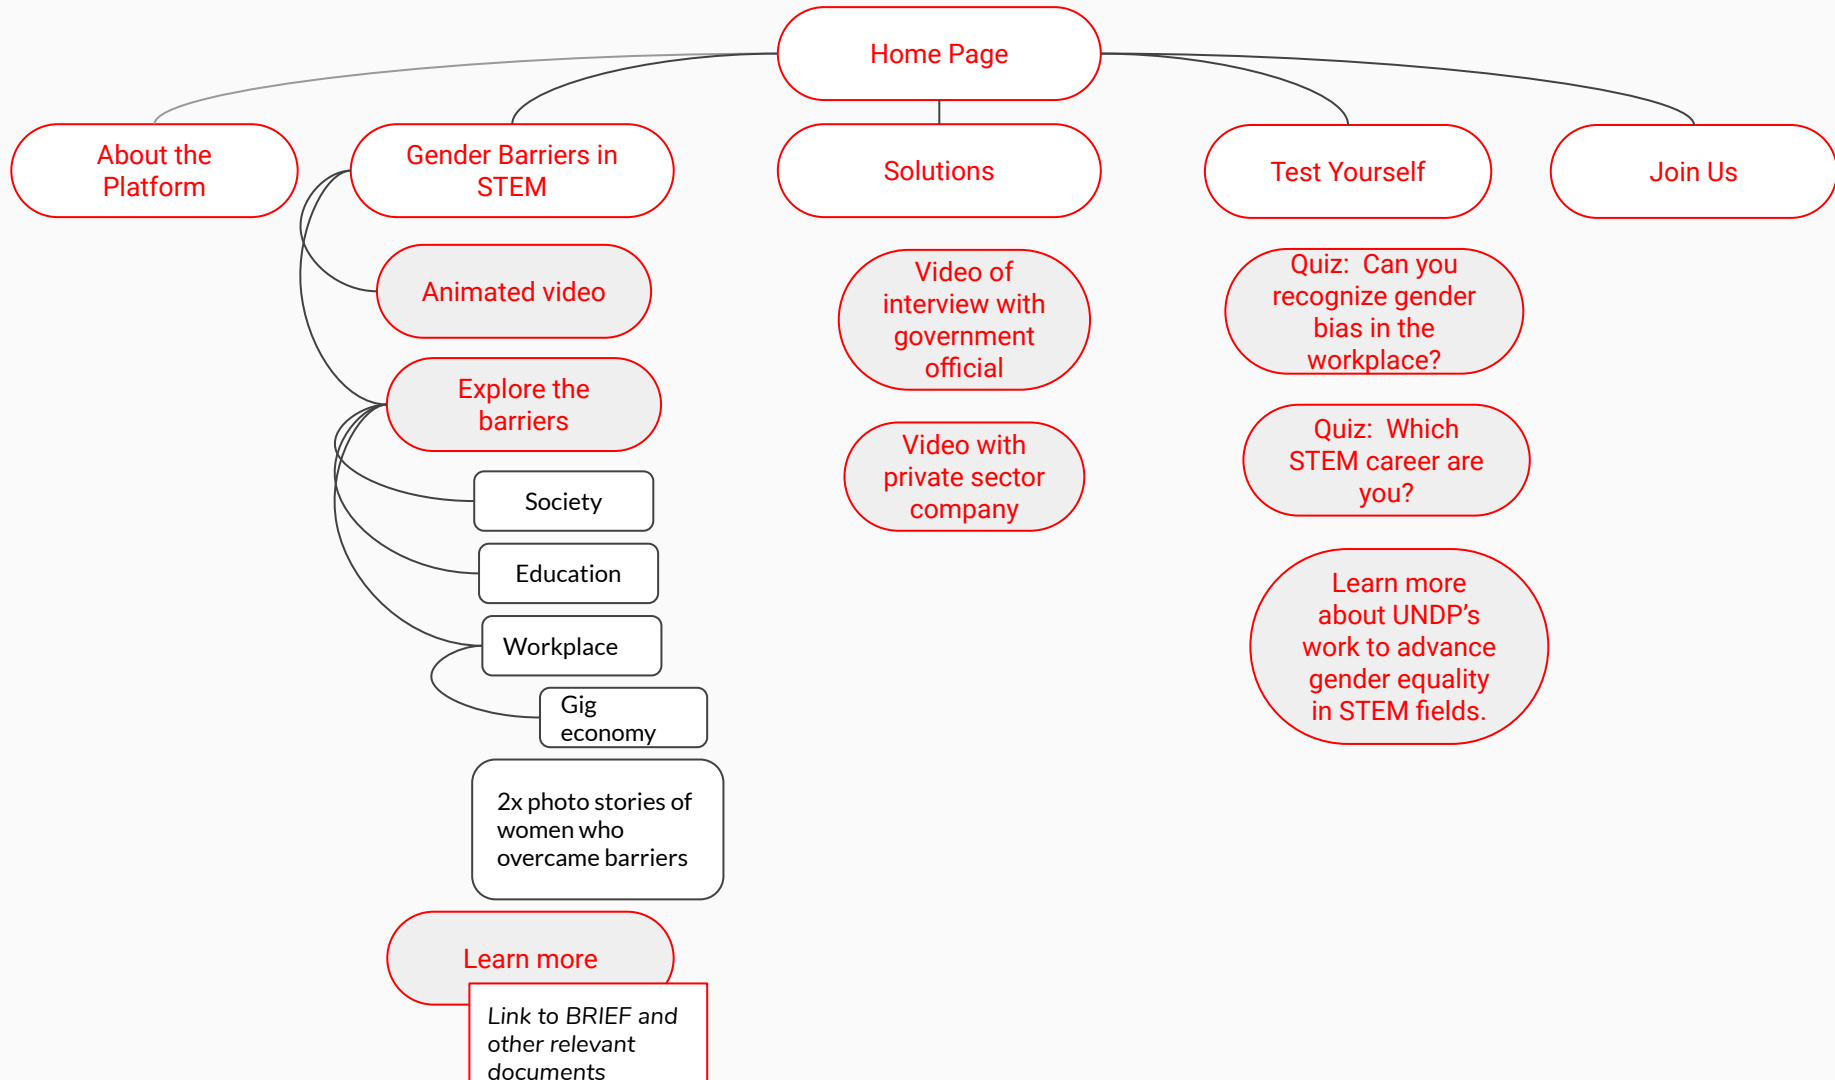 Home Page
About the
Platform
Gender Barriers in
STEM
Solutions
Test Yourself
Join Us
Animated video
Explore the
barriers
Society
Education
Workplace
Gig
economy
2x photo stories of
women who
overcame barriers
Learn more
Link to BRIEF and
other relevant
documents
Video of
interview with
government
official
Video with
private sector
company
Quiz:  Can you
recognize gender
bias in the
workplace?
Quiz:  Which
STEM career are
you?
Learn more
about UNDP’s
work to advance
gender equality
in STEM fields.